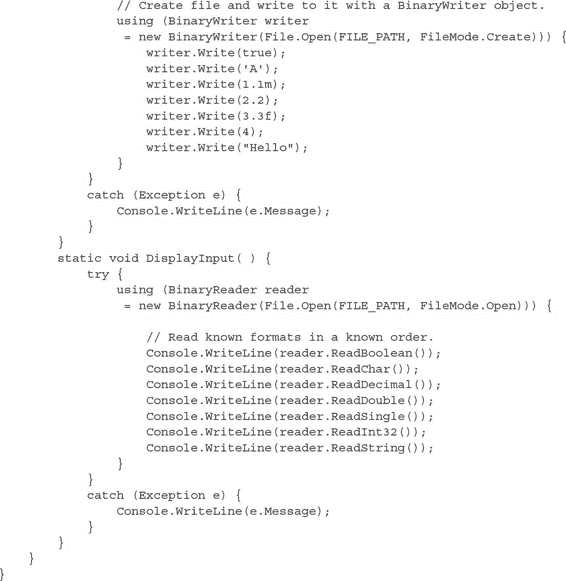 // Create file and write to it with a BinaryWriter object.
using (BinaryWriter writer
= new BinaryWriter(File.Open(FILE_PATH, FileMode.Create))) {
writer.Write(true);
writer.Write('A');
writer.Write(1.1m);
writer.Write(2.2);
writer.Write(3.3f);
writer.Write(4);
writer.Write("Hello");
}
}
catch (Exception e) {
Console.WriteLine(e.Message);
}
}
static void DisplayInput( ) {
try {
using (BinaryReader reader
= new BinaryReader(File.Open(FILE_PATH, FileMode.Open))) {
// Read known formats in a known order.
Console.WriteLine(reader.ReadBoolean());
Console.WriteLine(reader.ReadChar());
Console.WriteLine(reader.ReadDecimal());
Console.WriteLine(reader.ReadDouble());
Console.WriteLine(reader.ReadSingle());
Console.WriteLine(reader.ReadInt32());
Console.WriteLine(reader.ReadString());
}
}
catch (Exception e) {
Console.WriteLine(e.Message);
}
}
}
}